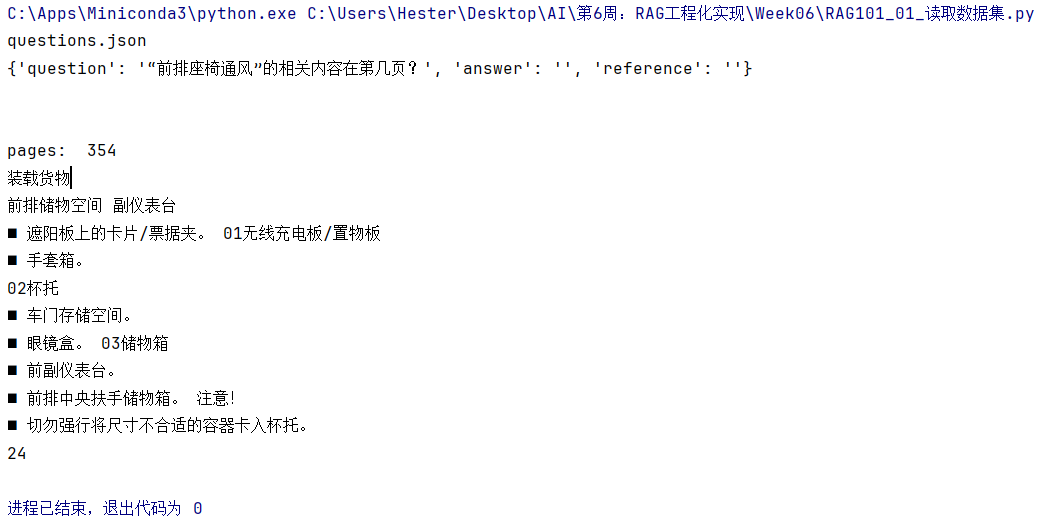 C:\Apps\Miniconda3\python.exe C:\Users\Hester\Desktop\AI\第6周：RAG工程化实现\Week06\RAG101_01_读取数据集.py
questions.json
{'question': '“前排座椅通风”的相关内容在第几页？', 'answer': '', 'reference': ''}
pages:  354
装载货物
前排储物空间 副仪表台
■ 遮阳板上的卡片/票据夹。 01无线充电板/置物板
■ 手套箱。
02杯托
■ 车门存储空间。
■ 眼镜盒。 03储物箱
■ 前副仪表台。
■ 前排中央扶手储物箱。 注意！
■ 切勿强行将尺寸不合适的容器卡入杯托。
24
进程已结束，退出代码为 0